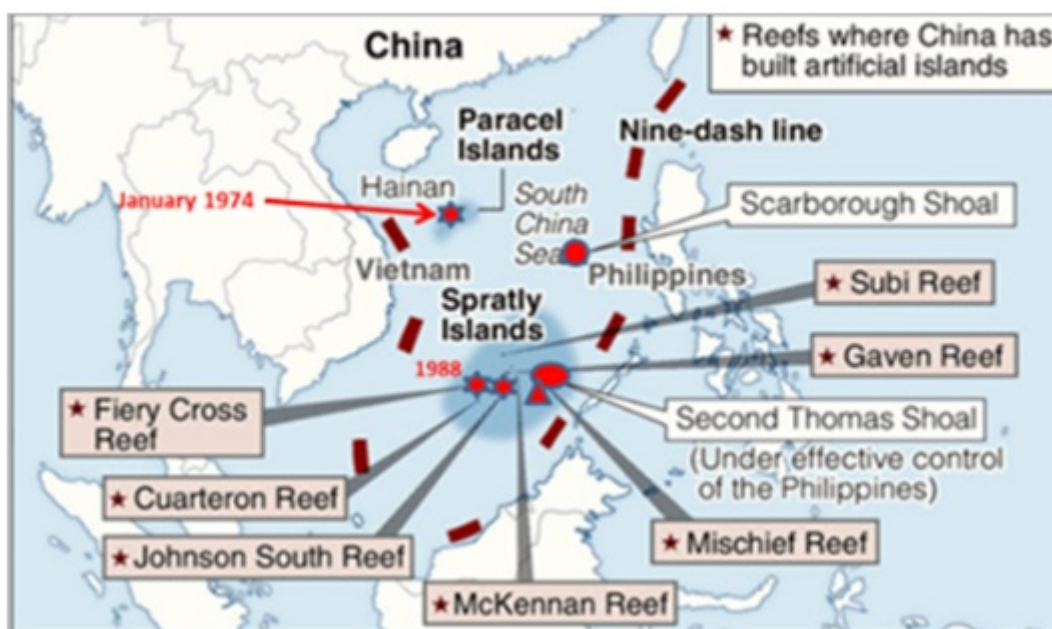 China
★ Reefs where China has
built artificial islands
Paracel
Islands
Nine-dash line
Hainan
January 1974
South
China
Sea
Scarborough Shoal
Vietnam
Philippines
Subi Reef
Spratly
Islands
Gaven Reef
1988
Fiery Cross
Reef
Second Thomas Shoal
(Under effective control
of the Philippines)
Cuarteron Reef
Johnson South Reef
Mischief Reef
McKennan Reef